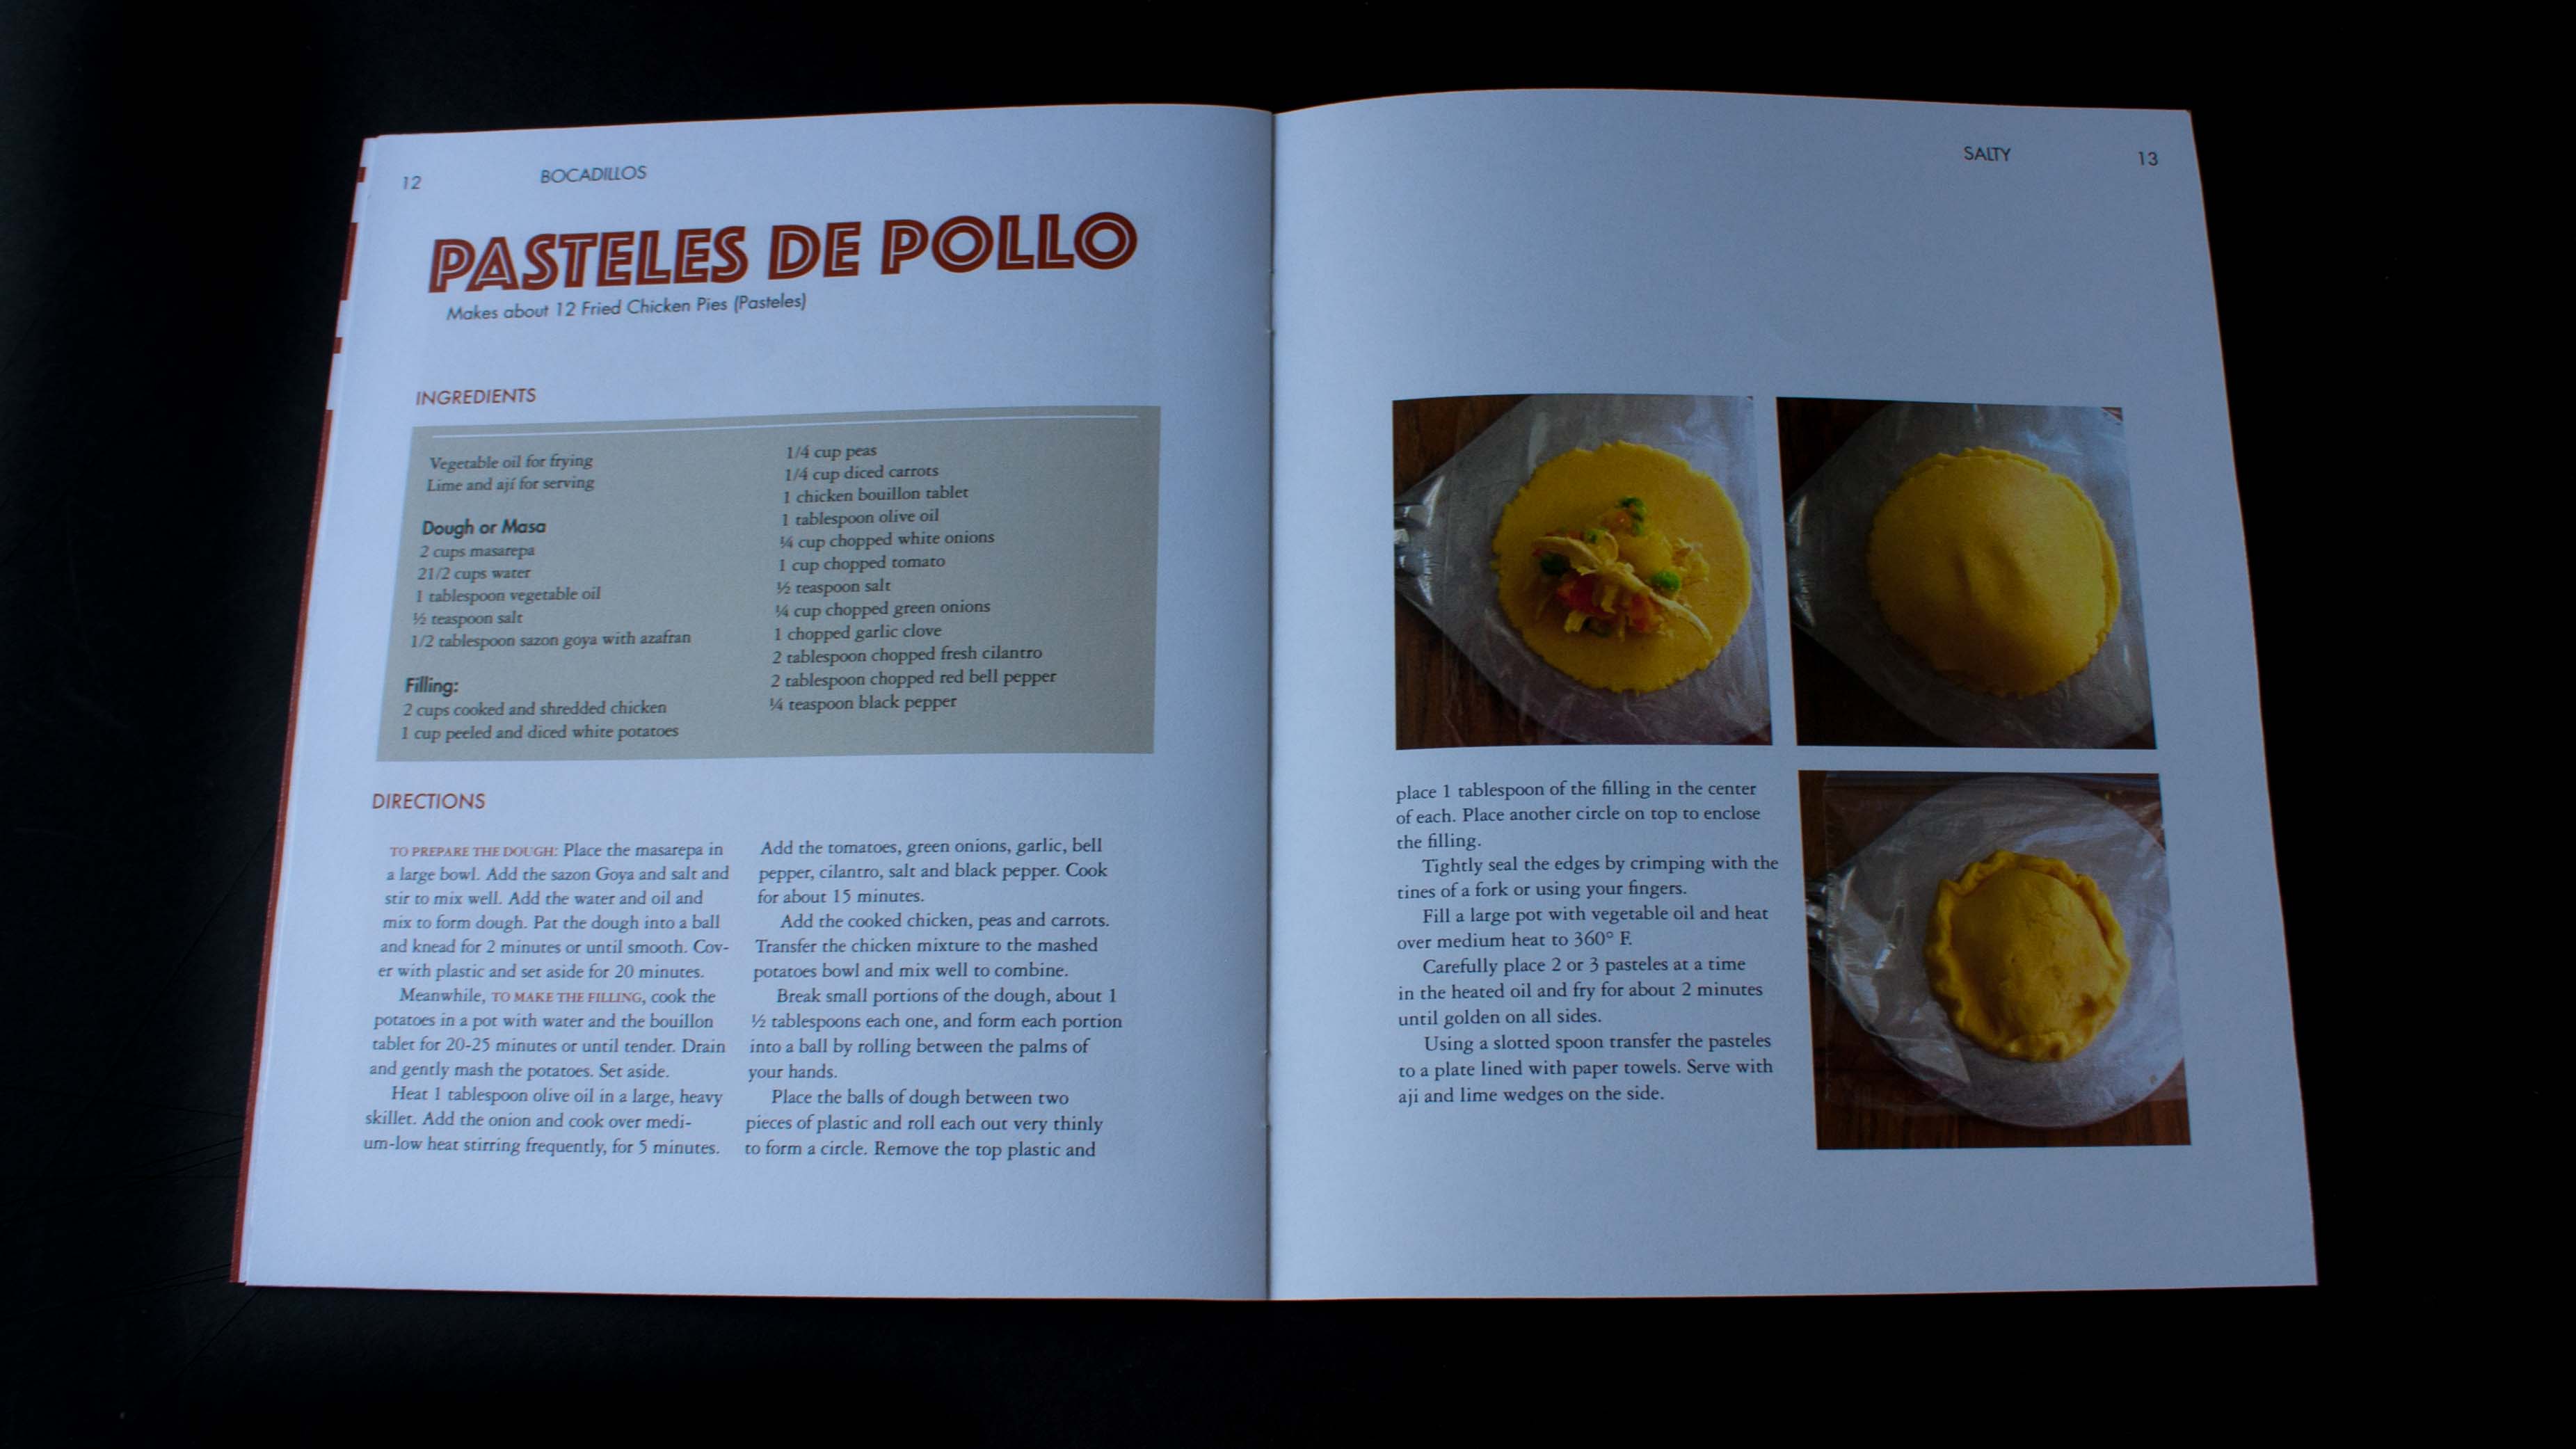 12
BOCADILLOS
PASTELES DE POLLO
Makes about 12 Fried Chicken Pies (Pasteles)
INGREDIENTS
Vegetable oil for frying
Lime and ají for serving
Dough or Masa
2 cups masarepa
21/2 cups water
1 tablespoon vegetable oil
½ teaspoon salt
1/2 tablespoon sazon goya with azafran
Filling:
2 cups cooked and shredded chicken
1 cup peeled and diced white potatoes
1/4 cup peas
1/4 cup diced carrots
1 chicken bouillon tablet
1 tablespoon olive oil
¼ cup chopped white onions
1 cup chopped tomato
½ teaspoon salt
¼ cup chopped green onions
1 chopped garlic clove
2 tablespoon chopped fresh cilantro
2 tablespoon chopped red bell pepper
¼ teaspoon black pepper
DIRECTIONS
TO PREPARE THE DOUGH: Place the masarepa in
a large bowl. Add the sazon Goya and salt and
stir to mix well. Add the water and oil and
mix to form dough. Pat the dough into a ball
and knead for 2 minutes or until smooth. Cov-
er with plastic and set aside for 20 minutes.
Meanwhile, TO MAKE THE FILLING, cook the
potatoes in a pot with water and the bouillon
tablet for 20-25 minutes or until tender. Drain
and gently mash the potatoes. Set aside.
Heat 1 tablespoon olive oil in a large, heavy
skillet. Add the onion and cook over medi-
um-low heat stirring frequently, for 5 minutes.
Add the tomatoes, green onions, garlic, bell
pepper, cilantro, salt and black pepper. Cook
for about 15 minutes.
Add the cooked chicken, peas and carrots.
Transfer the chicken mixture to the mashed
potatoes bowl and mix well to combine.
Break small portions of the dough, about 1
½ tablespoons each one, and form each portion
into a ball by rolling between the palms of
your hands.
Place the balls of dough between two
pieces of plastic and roll each out very thinly
to form a circle. Remove the top plastic and
SALTY
13
place 1 tablespoon of the filling in the center
of each. Place another circle on top to enclose
the filling.
Tightly seal the edges by crimping with the
tines of a fork or using your fingers.
Fill a large pot with vegetable oil and heat
over medium heat to 360° F.
Carefully place 2 or 3 pasteles at a time
in the heated oil and fry for about 2 minutes
until golden on all sides.
Using a slotted spoon transfer the pasteles
to a plate lined with paper towels. Serve with
aji and lime wedges on the side.